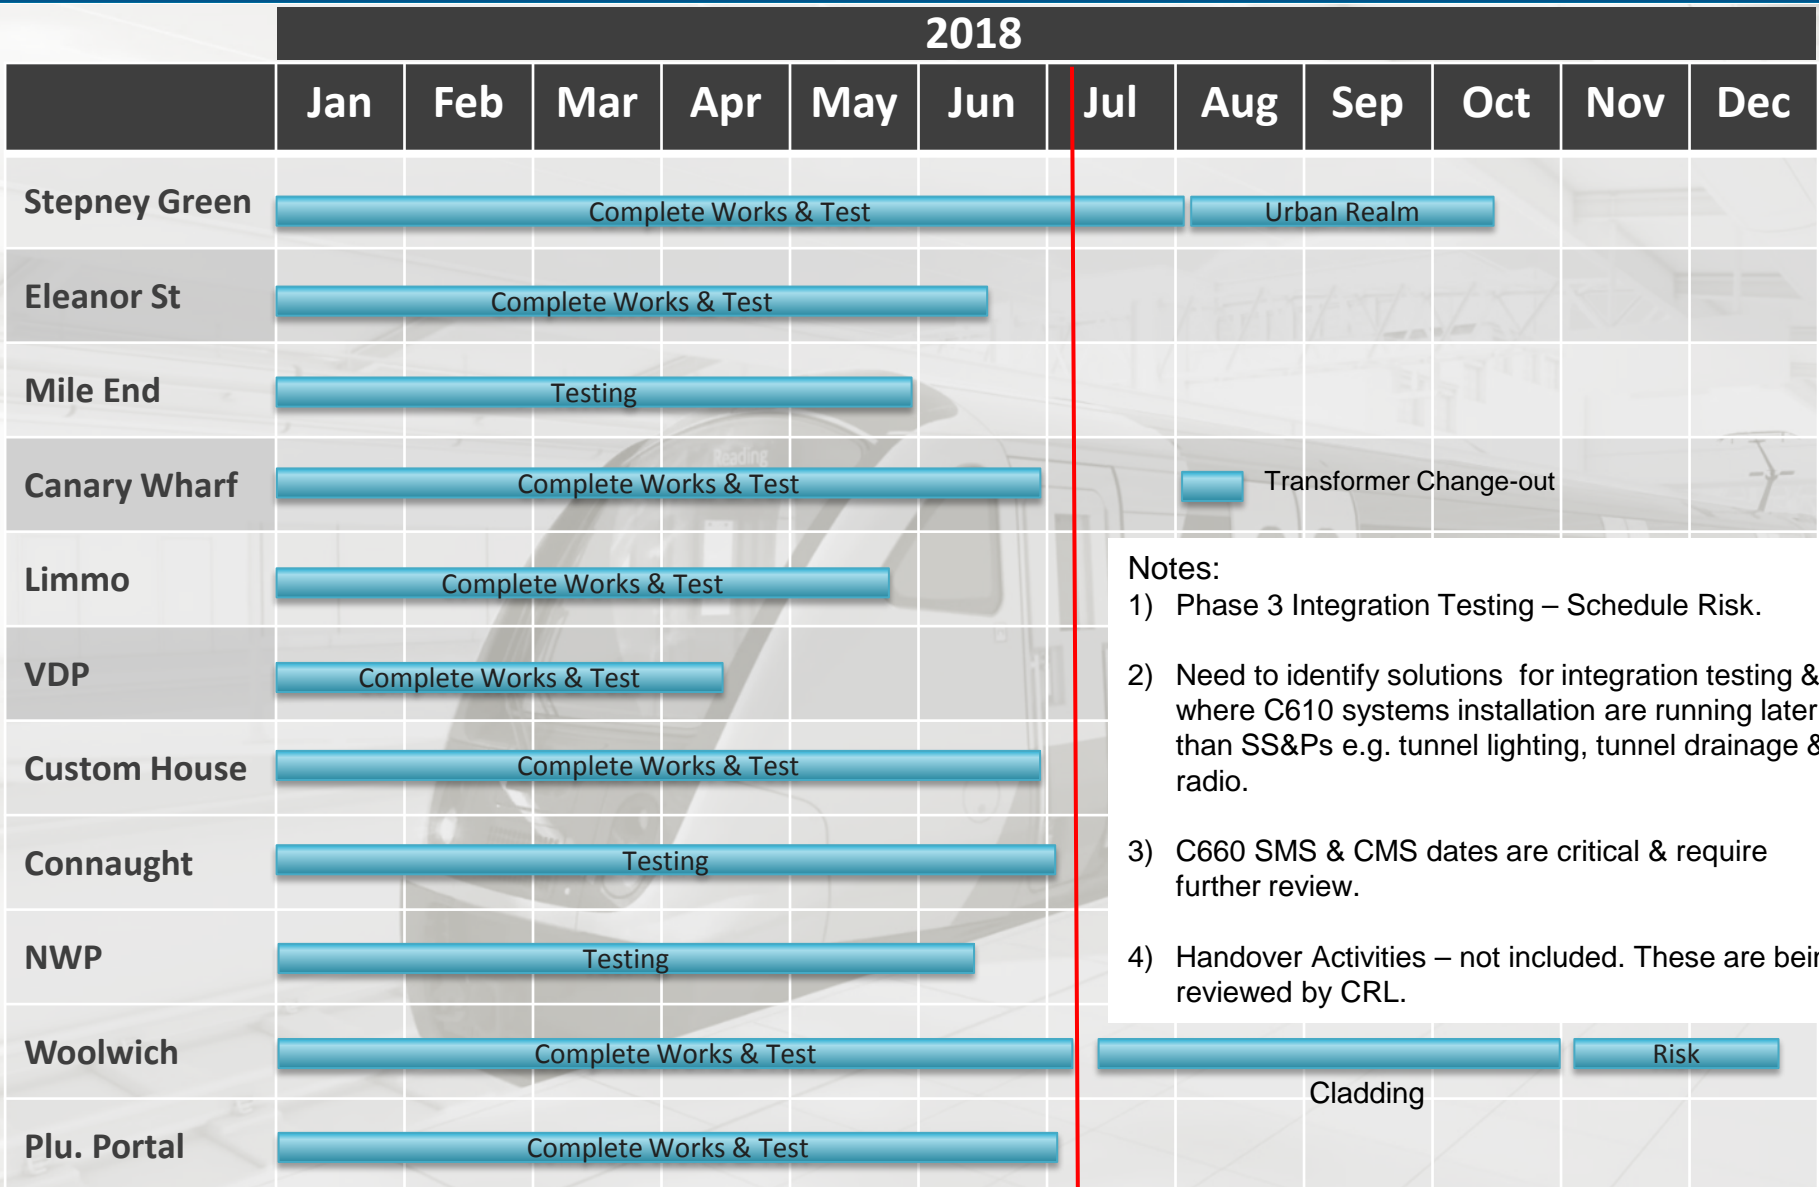 2018
Jan Feb Mar Apr May Jun Jul Aug Sep Oct Nov Dec
Stepney Green Complete Works & Test Urban Realm
Eleanor St Complete Works & Test
Mile End Testing
Reading
Canary Wharf Complete Works & Test Transformer Change-out
Limmo Complete Works & Test
VDP Complete Works & Test
Custom House Complete Works & Test
Connaught Testing
NWP Testing
Notes:
1) Phase 3 Integration Testing – Schedule Risk.
2) Need to identify solutions for integration testing &
where C610 systems installation are running later
than SS&Ps e.g. tunnel lighting, tunnel drainage &
radio.
3) C660 SMS & CMS dates are critical & require
further review.
4) Handover Activities – not included. These are bein
reviewed by CRL.
Woolwich Complete Works & Test Risk
Cladding
Plu. Portal Complete Works & Test